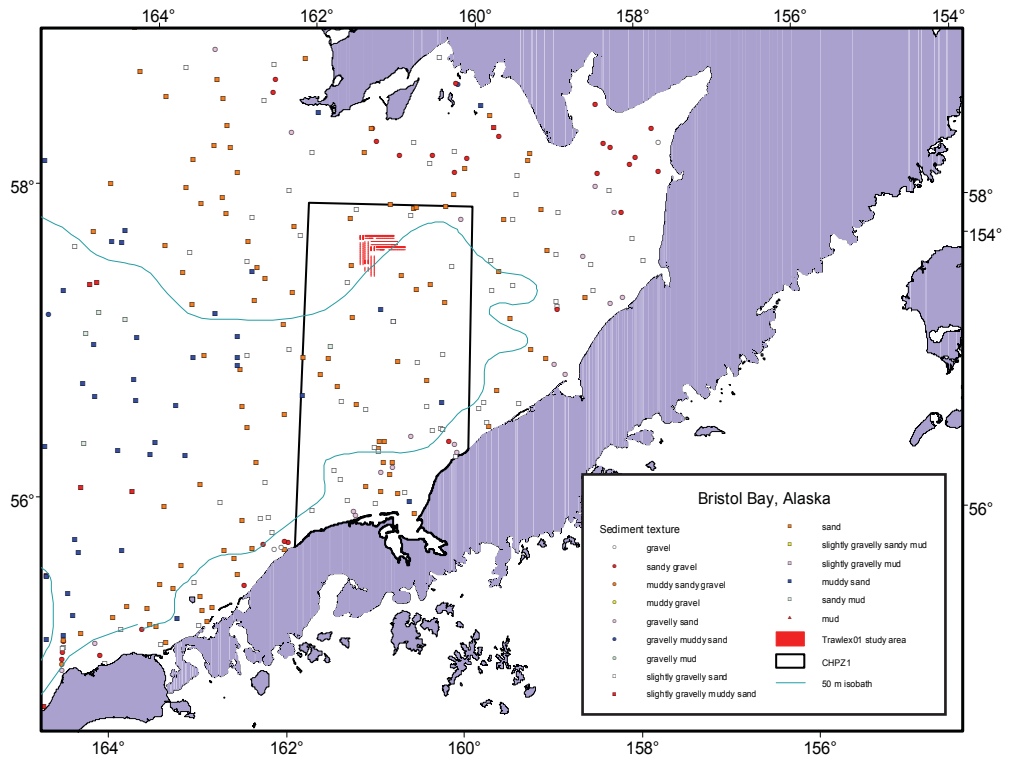 164°
162°
160°
158°
156°
154°
58°
58°
154°
56°
56°
Bristol Bay, Alaska
Sediment texture
gravel
sandy gravel
muddy sandy gravel
muddy gravel
gravelly sand
gravelly muddy sand
gravelly mud
slightly gravelly sand
slightly gravelly muddy sand
sand
slightly gravelly sandy mud
slightly gravelly mud
muddy sand
sandy mud
mud
Trawlex01 study area
CHPZ1
50 m isobath
164°
162°
160°
158°
156°